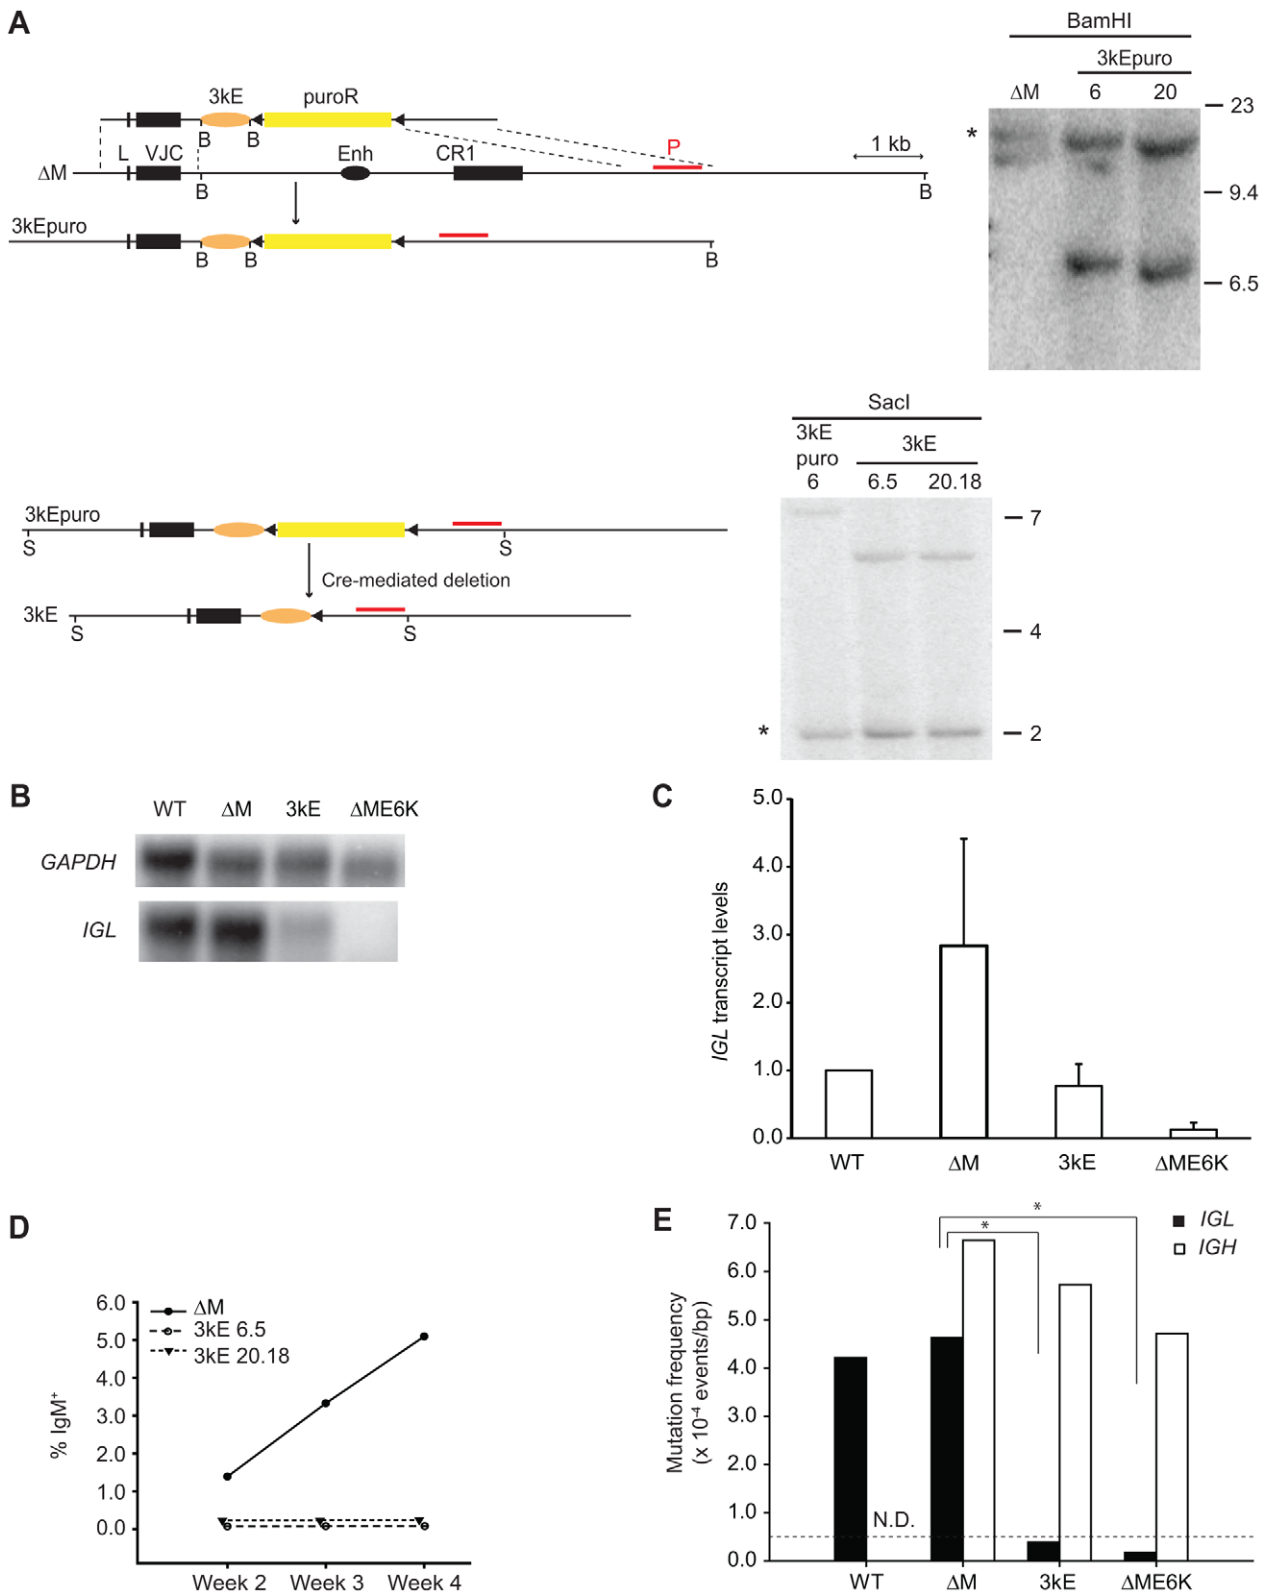 A
BamHI
3kEpuro
ΔM 6 20
3kE puroR
B B
L VJC Enh CR1 P
1 kb
ΔM
B B
3kEpuro
B B B
*
23
9.4
6.5
SacI
3kE
puro
3kE
6 6.5 20.18
3kEpuro
S S
Cre-mediated deletion
3kE
S S
7
4
2
*
B
WT ΔM 3kE ΔME6K
GAPDH
IGL
C
IGL transcript levels
5.0
4.0
3.0
2.0
1.0
0.0
WT ΔM 3kE ΔME6K
D
% IgM⁺
6.0
5.0
4.0
3.0
2.0
1.0
0.0
ΔM
3kE 6.5
3kE 20.18
Week 2 Week 3 Week 4
E
Mutation frequency
(x 10⁻⁴ events/bp)
7.0
6.0
5.0
4.0
3.0
2.0
1.0
0.0
*
*
IGL
IGH
N.D.
WT ΔM 3kE ΔME6K